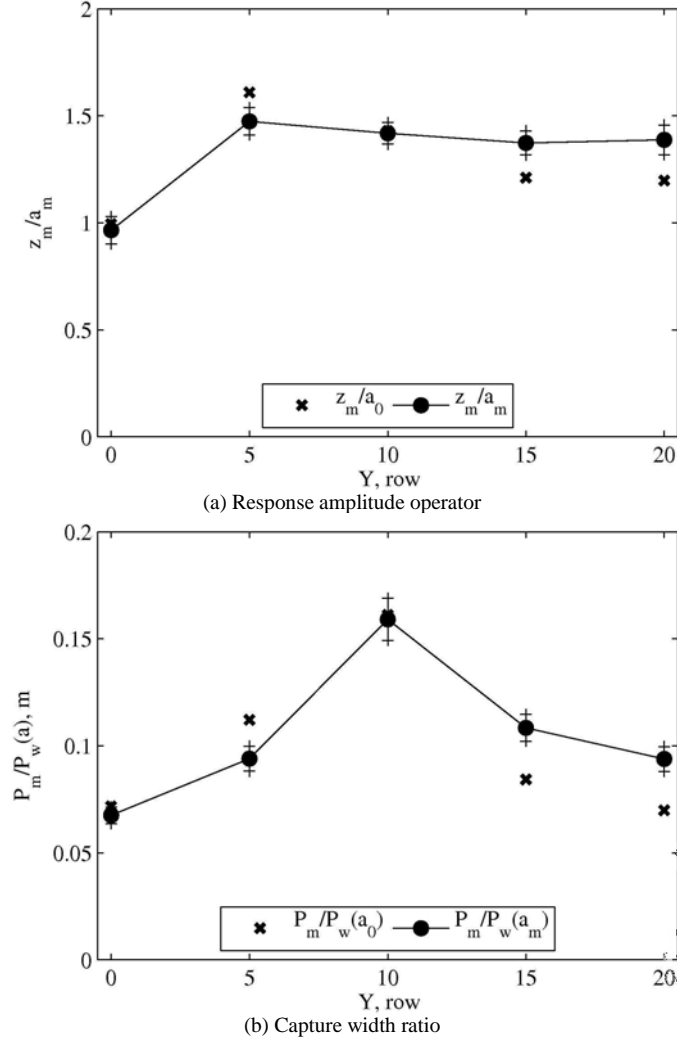 2
1.5
1
0.5
0
z_m/a_m
z_m/a_0 z_m/a_m
0 5 10 15 20
Y, row
(a) Response amplitude operator
0.2
0.15
0.1
0.05
0
P_m/P_w(a), m
P_m/P_w(a_0) P_m/P_w(a_m)
0 5 10 15 20
Y, row
(b) Capture width ratio